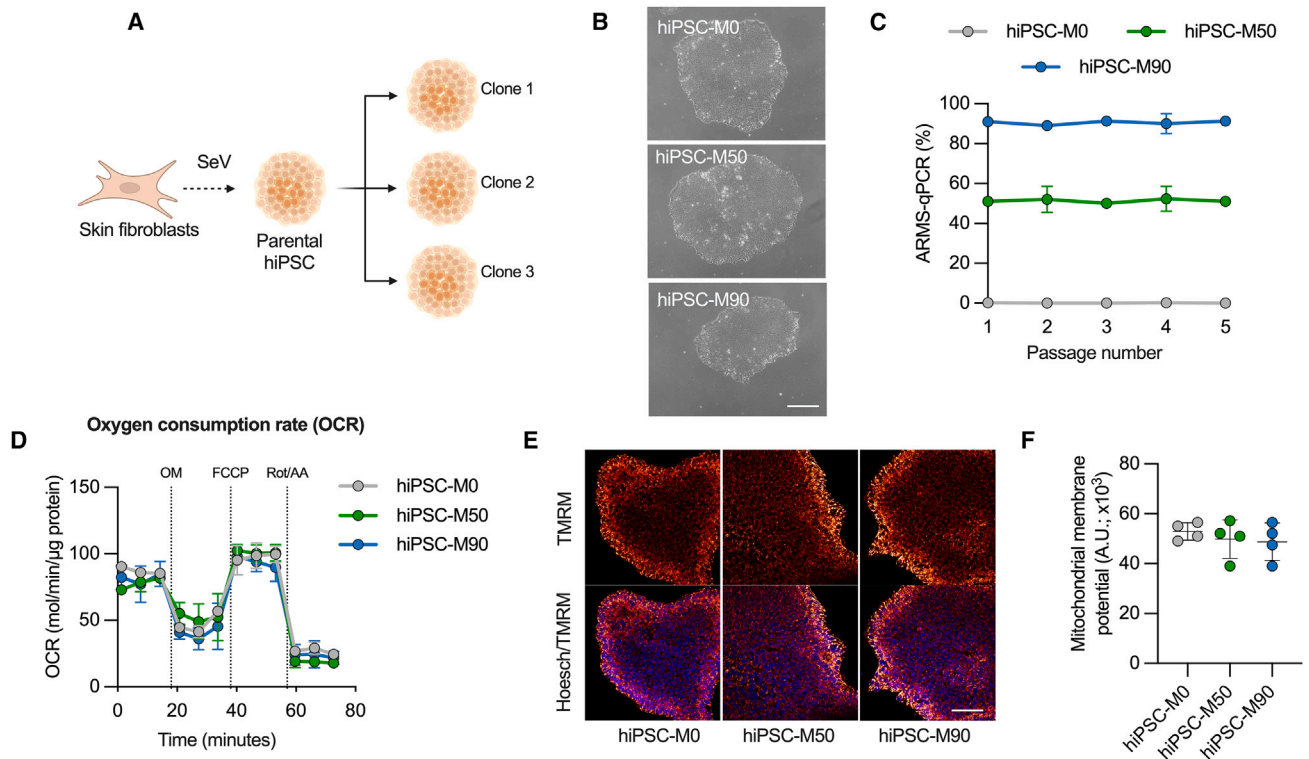 A
SeV
Skin fibroblasts
Parental
hiPSC
Clone 1
Clone 2
Clone 3
B
hiPSC-M0
hiPSC-M50
hiPSC-M90
C
hiPSC-M0
hiPSC-M50
hiPSC-M90
ARMS-qPCR (%)
100
80
60
40
20
0
1 2 3 4 5
Passage number
D
Oxygen consumption rate (OCR)
OM FCCP Rot/AA
hiPSC-M0
hiPSC-M50
hiPSC-M90
OCR (mol/min/ug protein)
150
100
50
0
0 20 40 60 80
Time (minutes)
E
TMRM
Hoesch/TMRM
hiPSC-M0 hiPSC-M50 hiPSC-M90
F
Mitochondrial membrane
potential (A.U.; x10³)
80
60
40
20
0
hiPSC-M0
hiPSC-M50
hiPSC-M90